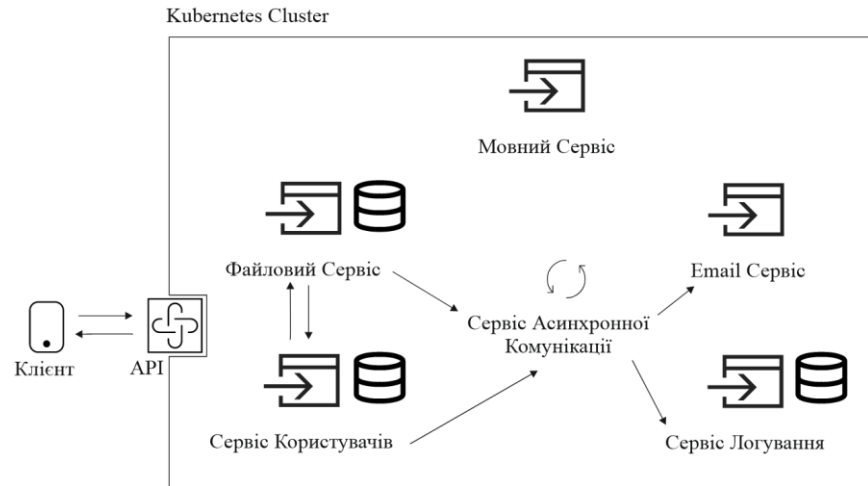 Kubernetes Cluster
Мовний Сервіс
Файловий Сервіс
Email Сервіс
Сервіс Асинхронної
Комунікації
Клієнт
API
Сервіс Користувачів
Сервіс Логування